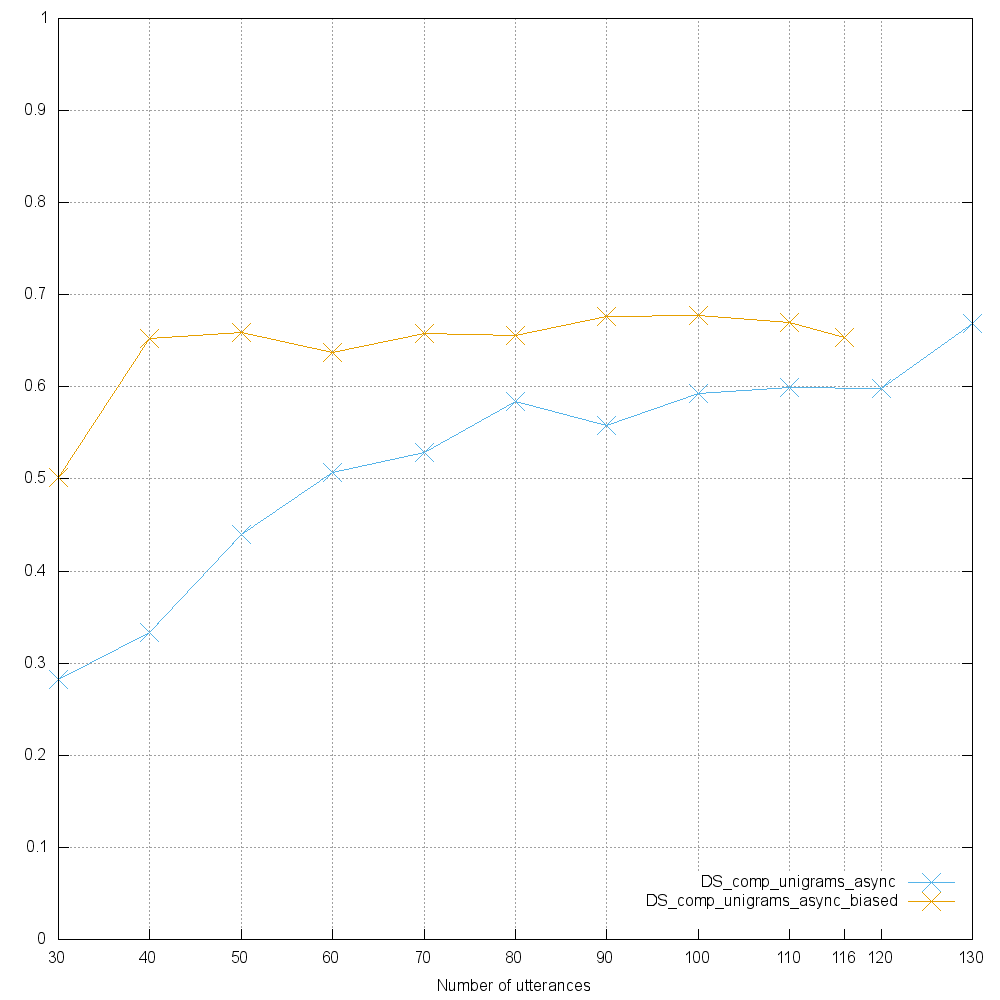 1
0.9
0.8
0.7
0.6
0.5
0.4
0.3
0.2
0.1
0
DS_comp_unigrams_async
DS_comp_unigrams_async_biased
30 40 50 60 70 80 90 100 110 116 120 130
Number of utterances